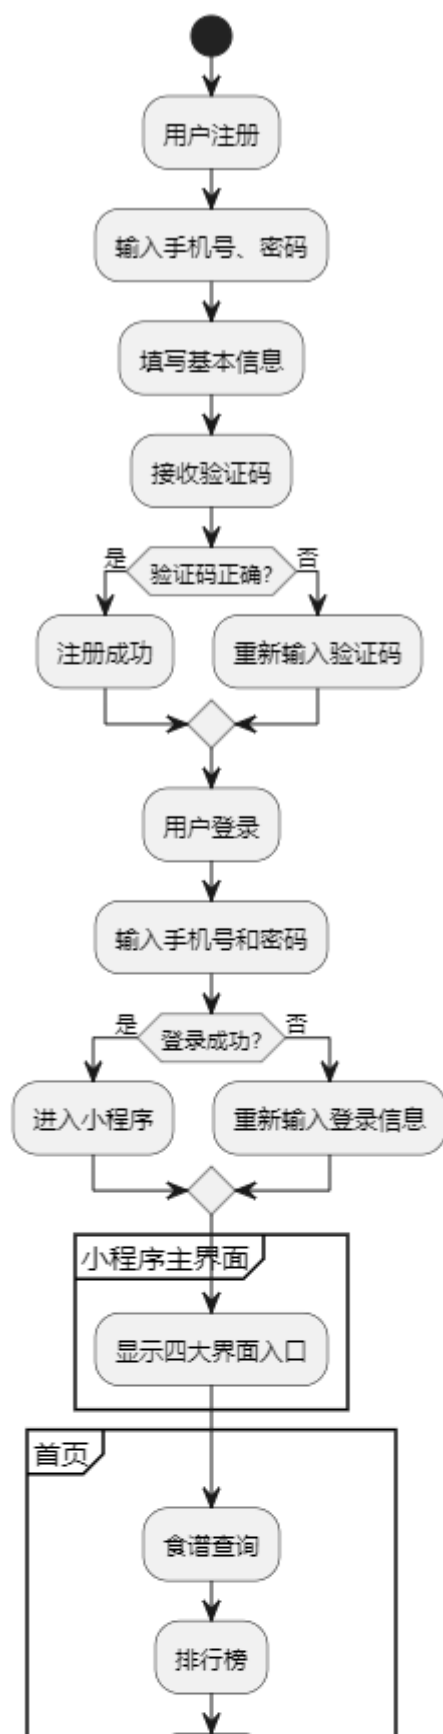 用户注册
输入手机号、密码
填写基本信息
接收验证码
是
验证码正确?
否
注册成功
重新输入验证码
用户登录
输入手机号和密码
是
登录成功?
否
进入小程序
重新输入登录信息
小程序主界面
显示四大界面入口
首页
食谱查询
排行榜